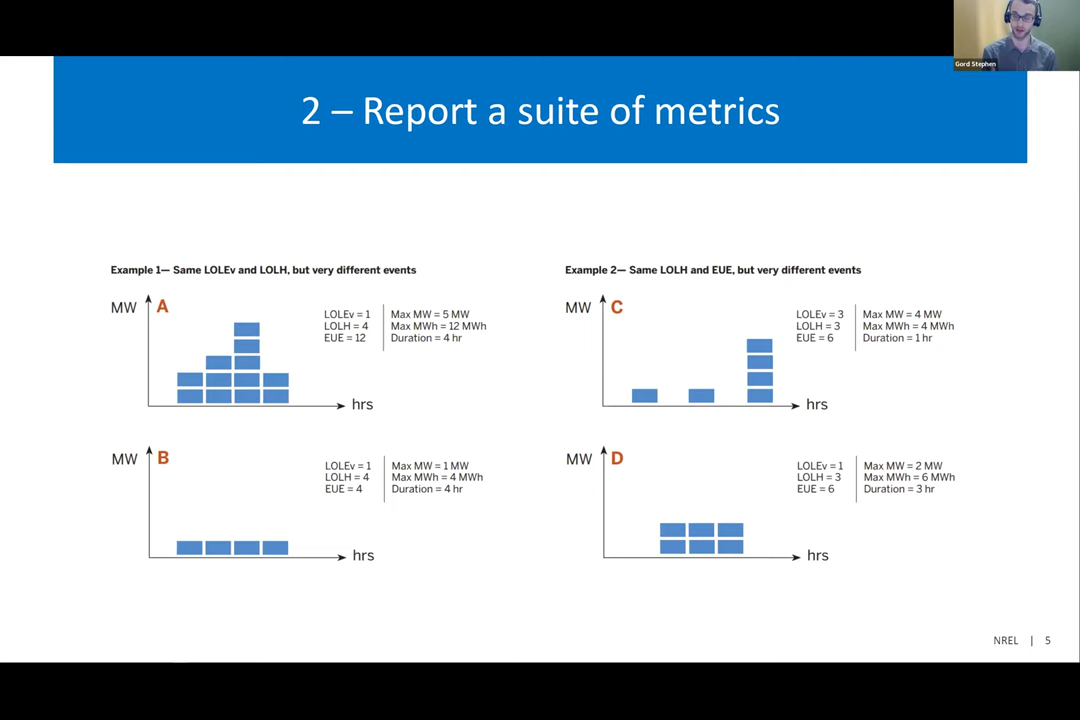 Gord Stephen
2 – Report a suite of metrics
Example 1— Same LOLEv and LOLH, but very different events
MW
A
LOLEv = 1
LOLH = 4
EUE = 12
Max MW = 5 MW
Max MWh = 12 MWh
Duration = 4 hr
hrs
MW
B
LOLEv = 1
LOLH = 4
EUE = 4
Max MW = 1 MW
Max MWh = 4 MWh
Duration = 4 hr
hrs
Example 2— Same LOLH and EUE, but very different events
MW
C
LOLEv = 3
LOLH = 3
EUE = 6
Max MW = 4 MW
Max MWh = 4 MWh
Duration = 1 hr
hrs
MW
D
LOLEv = 1
LOLH = 3
EUE = 6
Max MW = 2 MW
Max MWh = 6 MWh
Duration = 3 hr
hrs
NREL | 5